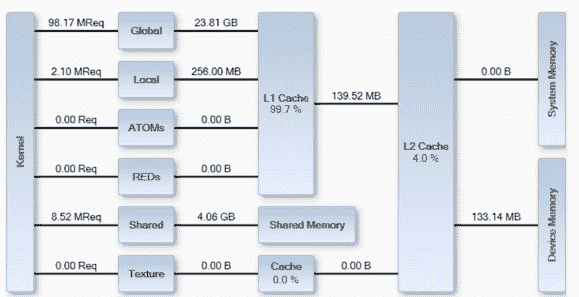 98.17 MReq Global 23.81 GB
2.10 MReq Local 256.00 MB
L1 Cache
99.7 %
139.52 MB
0.00 B
System Memory
0.00 Req ATOMs 0.00 B
Kernel
L2 Cache
4.0 %
0.00 Req REDs 0.00 B
8.52 MReq Shared 4.06 GB Shared Memory
133.14 MB
Device Memory
0.00 Req Texture 0.00 B
Cache
0.0 %
0.00 B